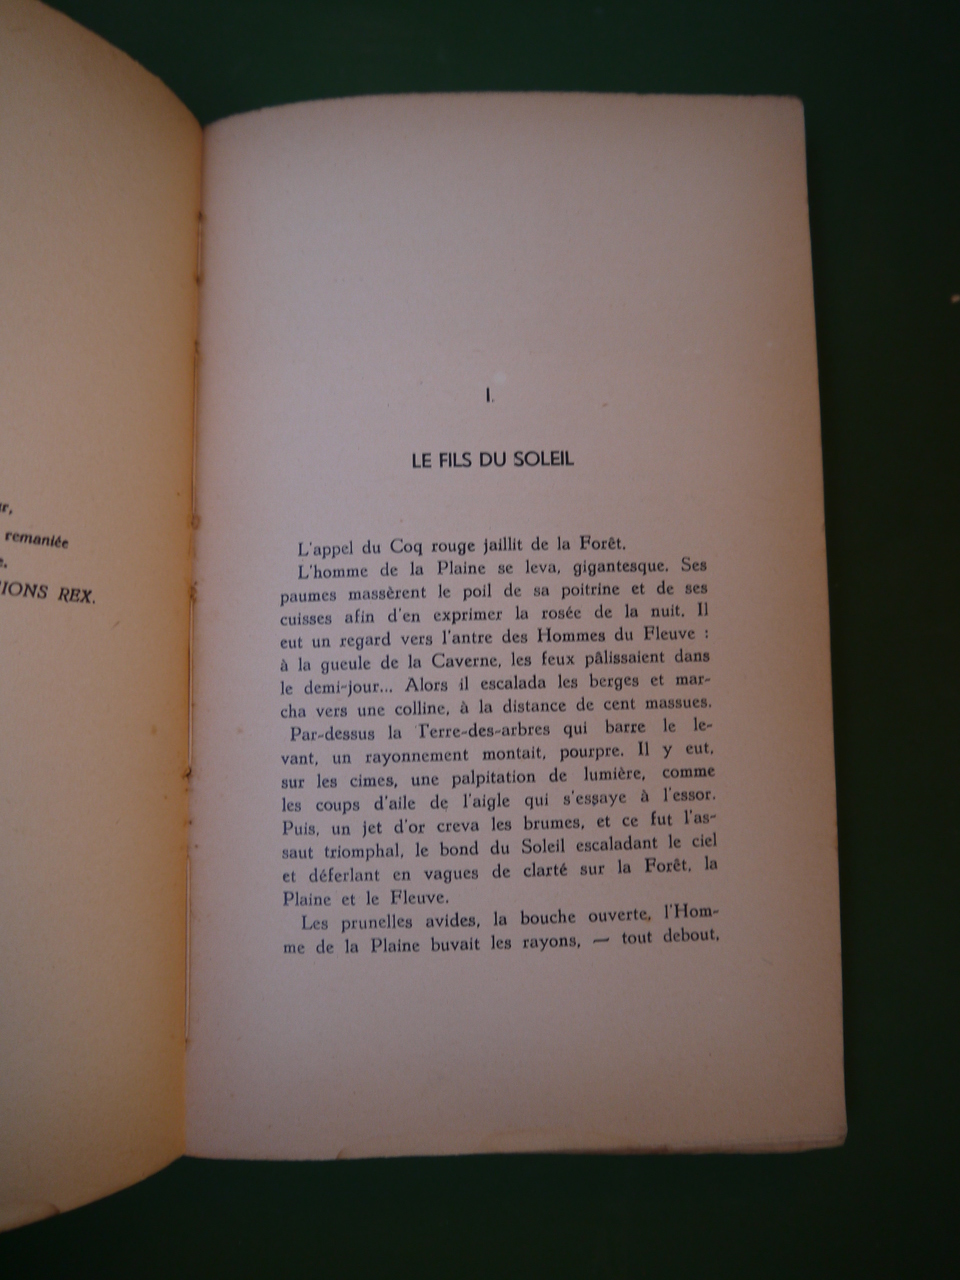 remaniée
IONS REX.
I.
LE FILS DU SOLEIL
L'appel du Coq rouge jaillit de la Forêt.
L'homme de la Plaine se leva, gigantesque. Ses
paumes massèrent le poil de sa poitrine et de ses
cuisses afin d'en exprimer la rosée de la nuit. Il
eut un regard vers l'antre des Hommes du Fleuve :
à la gueule de la Caverne, les feux pâlissaient dans
le demi-jour... Alors il escalada les berges et mar-
cha vers une colline, à la distance de cent massues.
Par-dessus la Terre-des-arbres qui barre le le-
vant, un rayonnement montait, pourpre. Il y eut,
sur les cimes, une palpitation de lumière, comme
les coups d'aile de l'aigle qui s'essaye à l'essor.
Puis, un jet d'or creva les brumes, et ce fut l'as-
saut triomphal, le bond du Soleil escaladant le ciel
et déferlant en vagues de clarté sur la Forêt, la
Plaine et le Fleuve.
Les prunelles avides, la bouche ouverte, l'Hom-
me de la Plaine buvait les rayons, — tout debout,